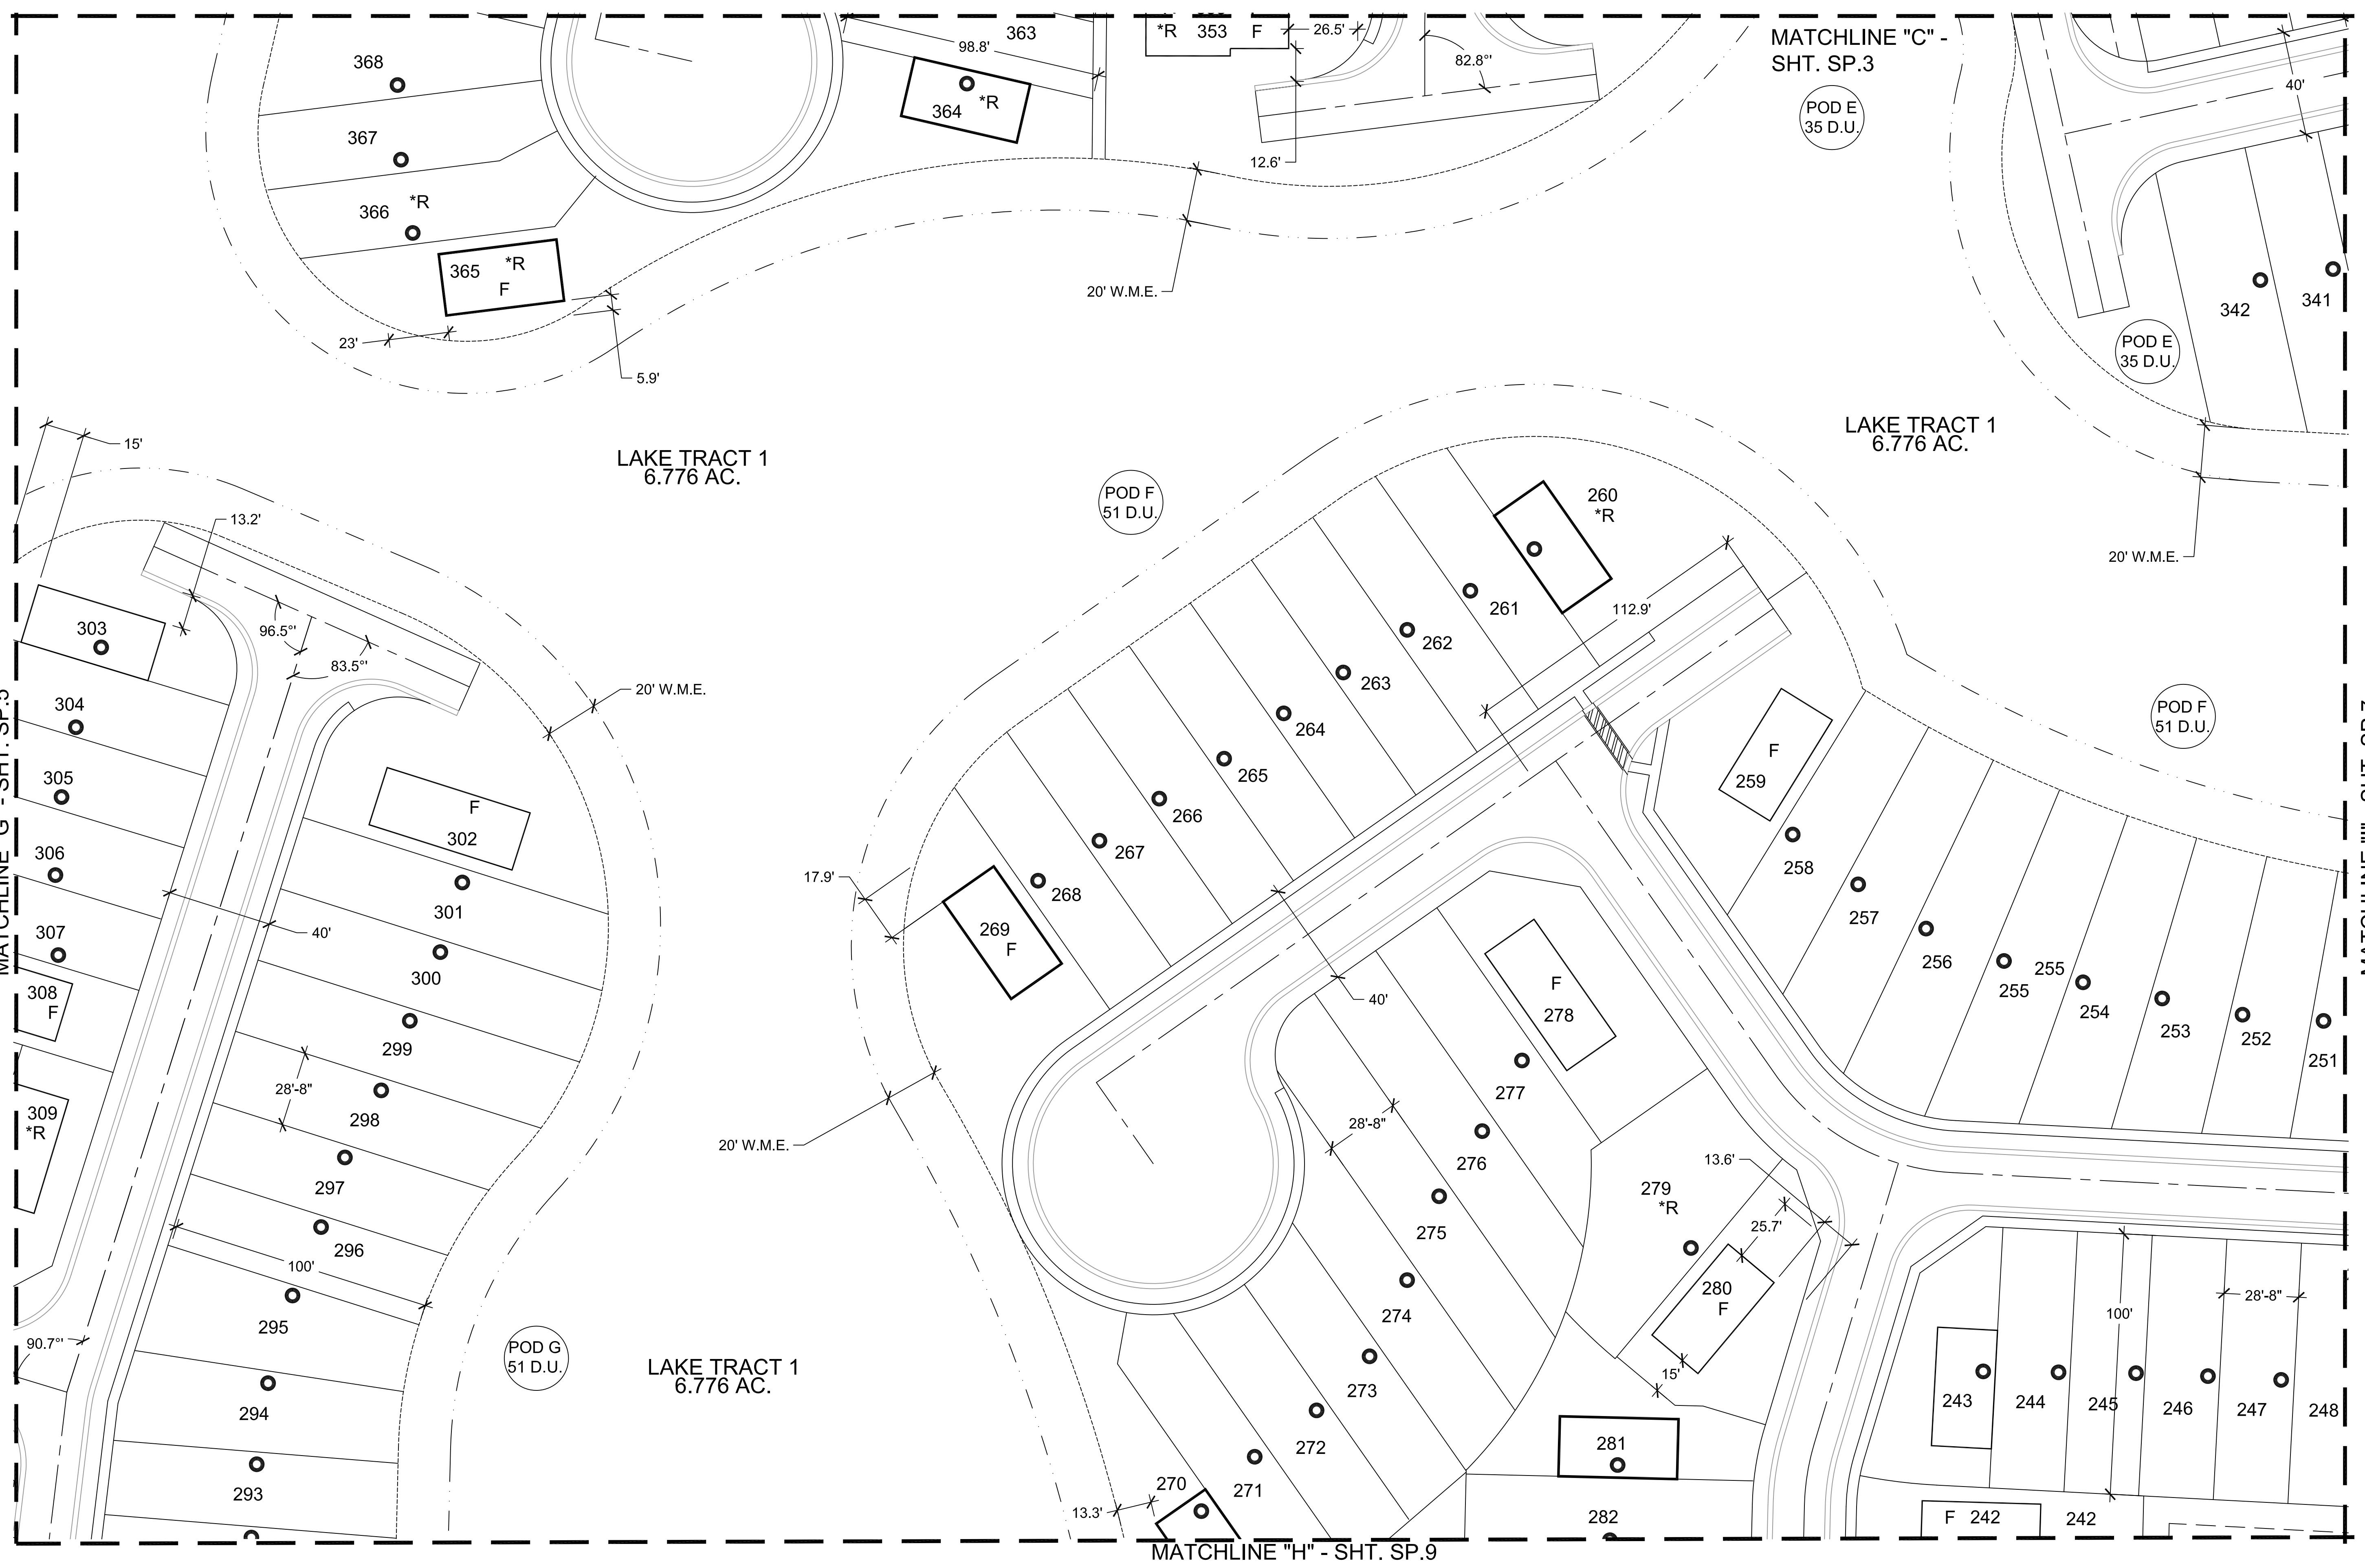 368
367
366
*R
365
*R
F
23'
5.9'
363
98.8'
364
*R
*R 353 F
26.5'
82.8°'
12.6'
20' W.M.E.
MATCHLINE "C" -
SHT. SP.3
POD E
35 D.U.
40'
342
341
POD E
35 D.U.
LAKE TRACT 1
6.776 AC.
20' W.M.E.
15'
LAKE TRACT 1
6.776 AC.
POD F
51 D.U.
13.2'
96.5°'
83.5°'
20' W.M.E.
303
304
305
306
307
308
F
309
*R
F
302
301
40'
300
299
28'-8"
298
297
296
100'
295
90.7°'
294
293
POD G
51 D.U.
LAKE TRACT 1
6.776 AC.
260
*R
261
112.9'
262
263
264
265
266
267
268
17.9'
269
F
20' W.M.E.
40'
POD F
51 D.U.
F
259
258
257
256
255
255
254
253
252
251
F
278
277
28'-8"
276
275
274
273
272
271
270
13.3'
279
*R
13.6'
25.7'
280
F
15'
281
282
243
244
245
246
247
248
100'
28'-8"
F 242
242
MATCHLINE "H" - SHT. SP.9